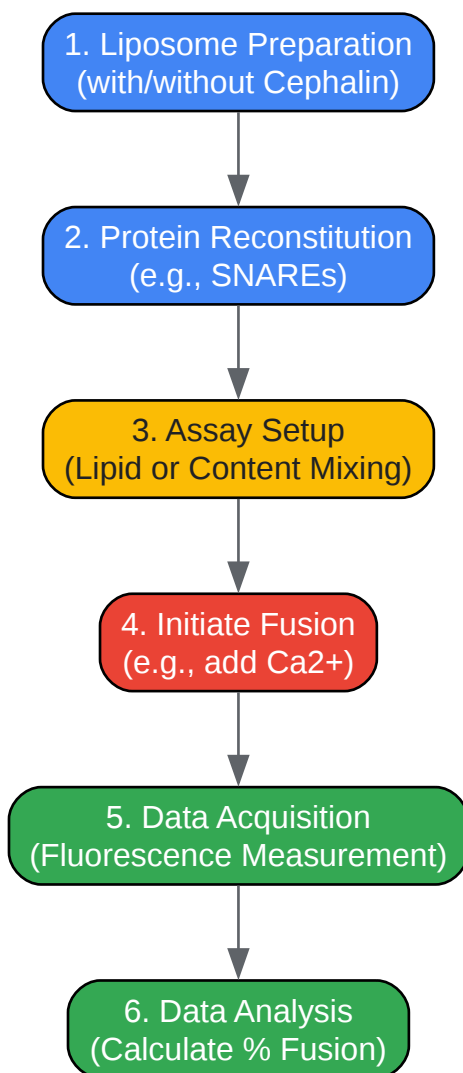 1. Liposome Preparation
(with/without Cephalin)
2. Protein Reconstitution
(e.g., SNAREs)
3. Assay Setup
(Lipid or Content Mixing)
4. Initiate Fusion
(e.g., add Ca2+)
5. Data Acquisition
(Fluorescence Measurement)
6. Data Analysis
(Calculate % Fusion)